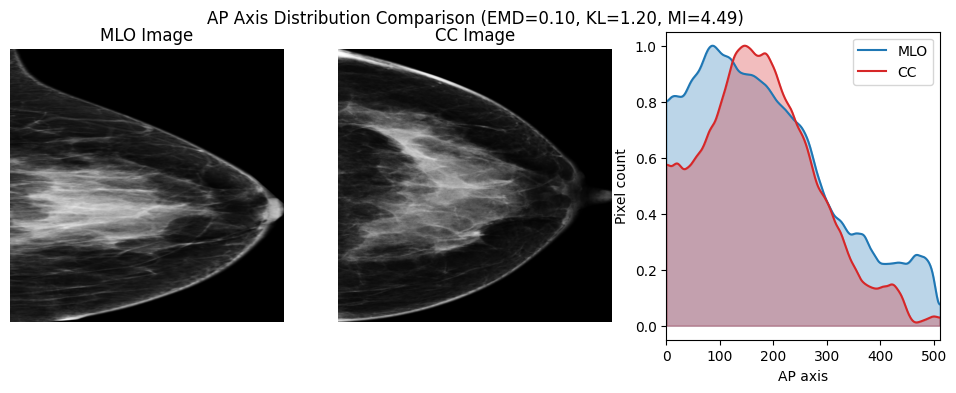 AP Axis Distribution Comparison (EMD=0.10, KL=1.20, MI=4.49)
MLO Image
CC Image
MLO
CC
1.0
0.8
0.6
0.4
0.2
0.0
Pixel count
0 100 200 300 400 500
AP axis